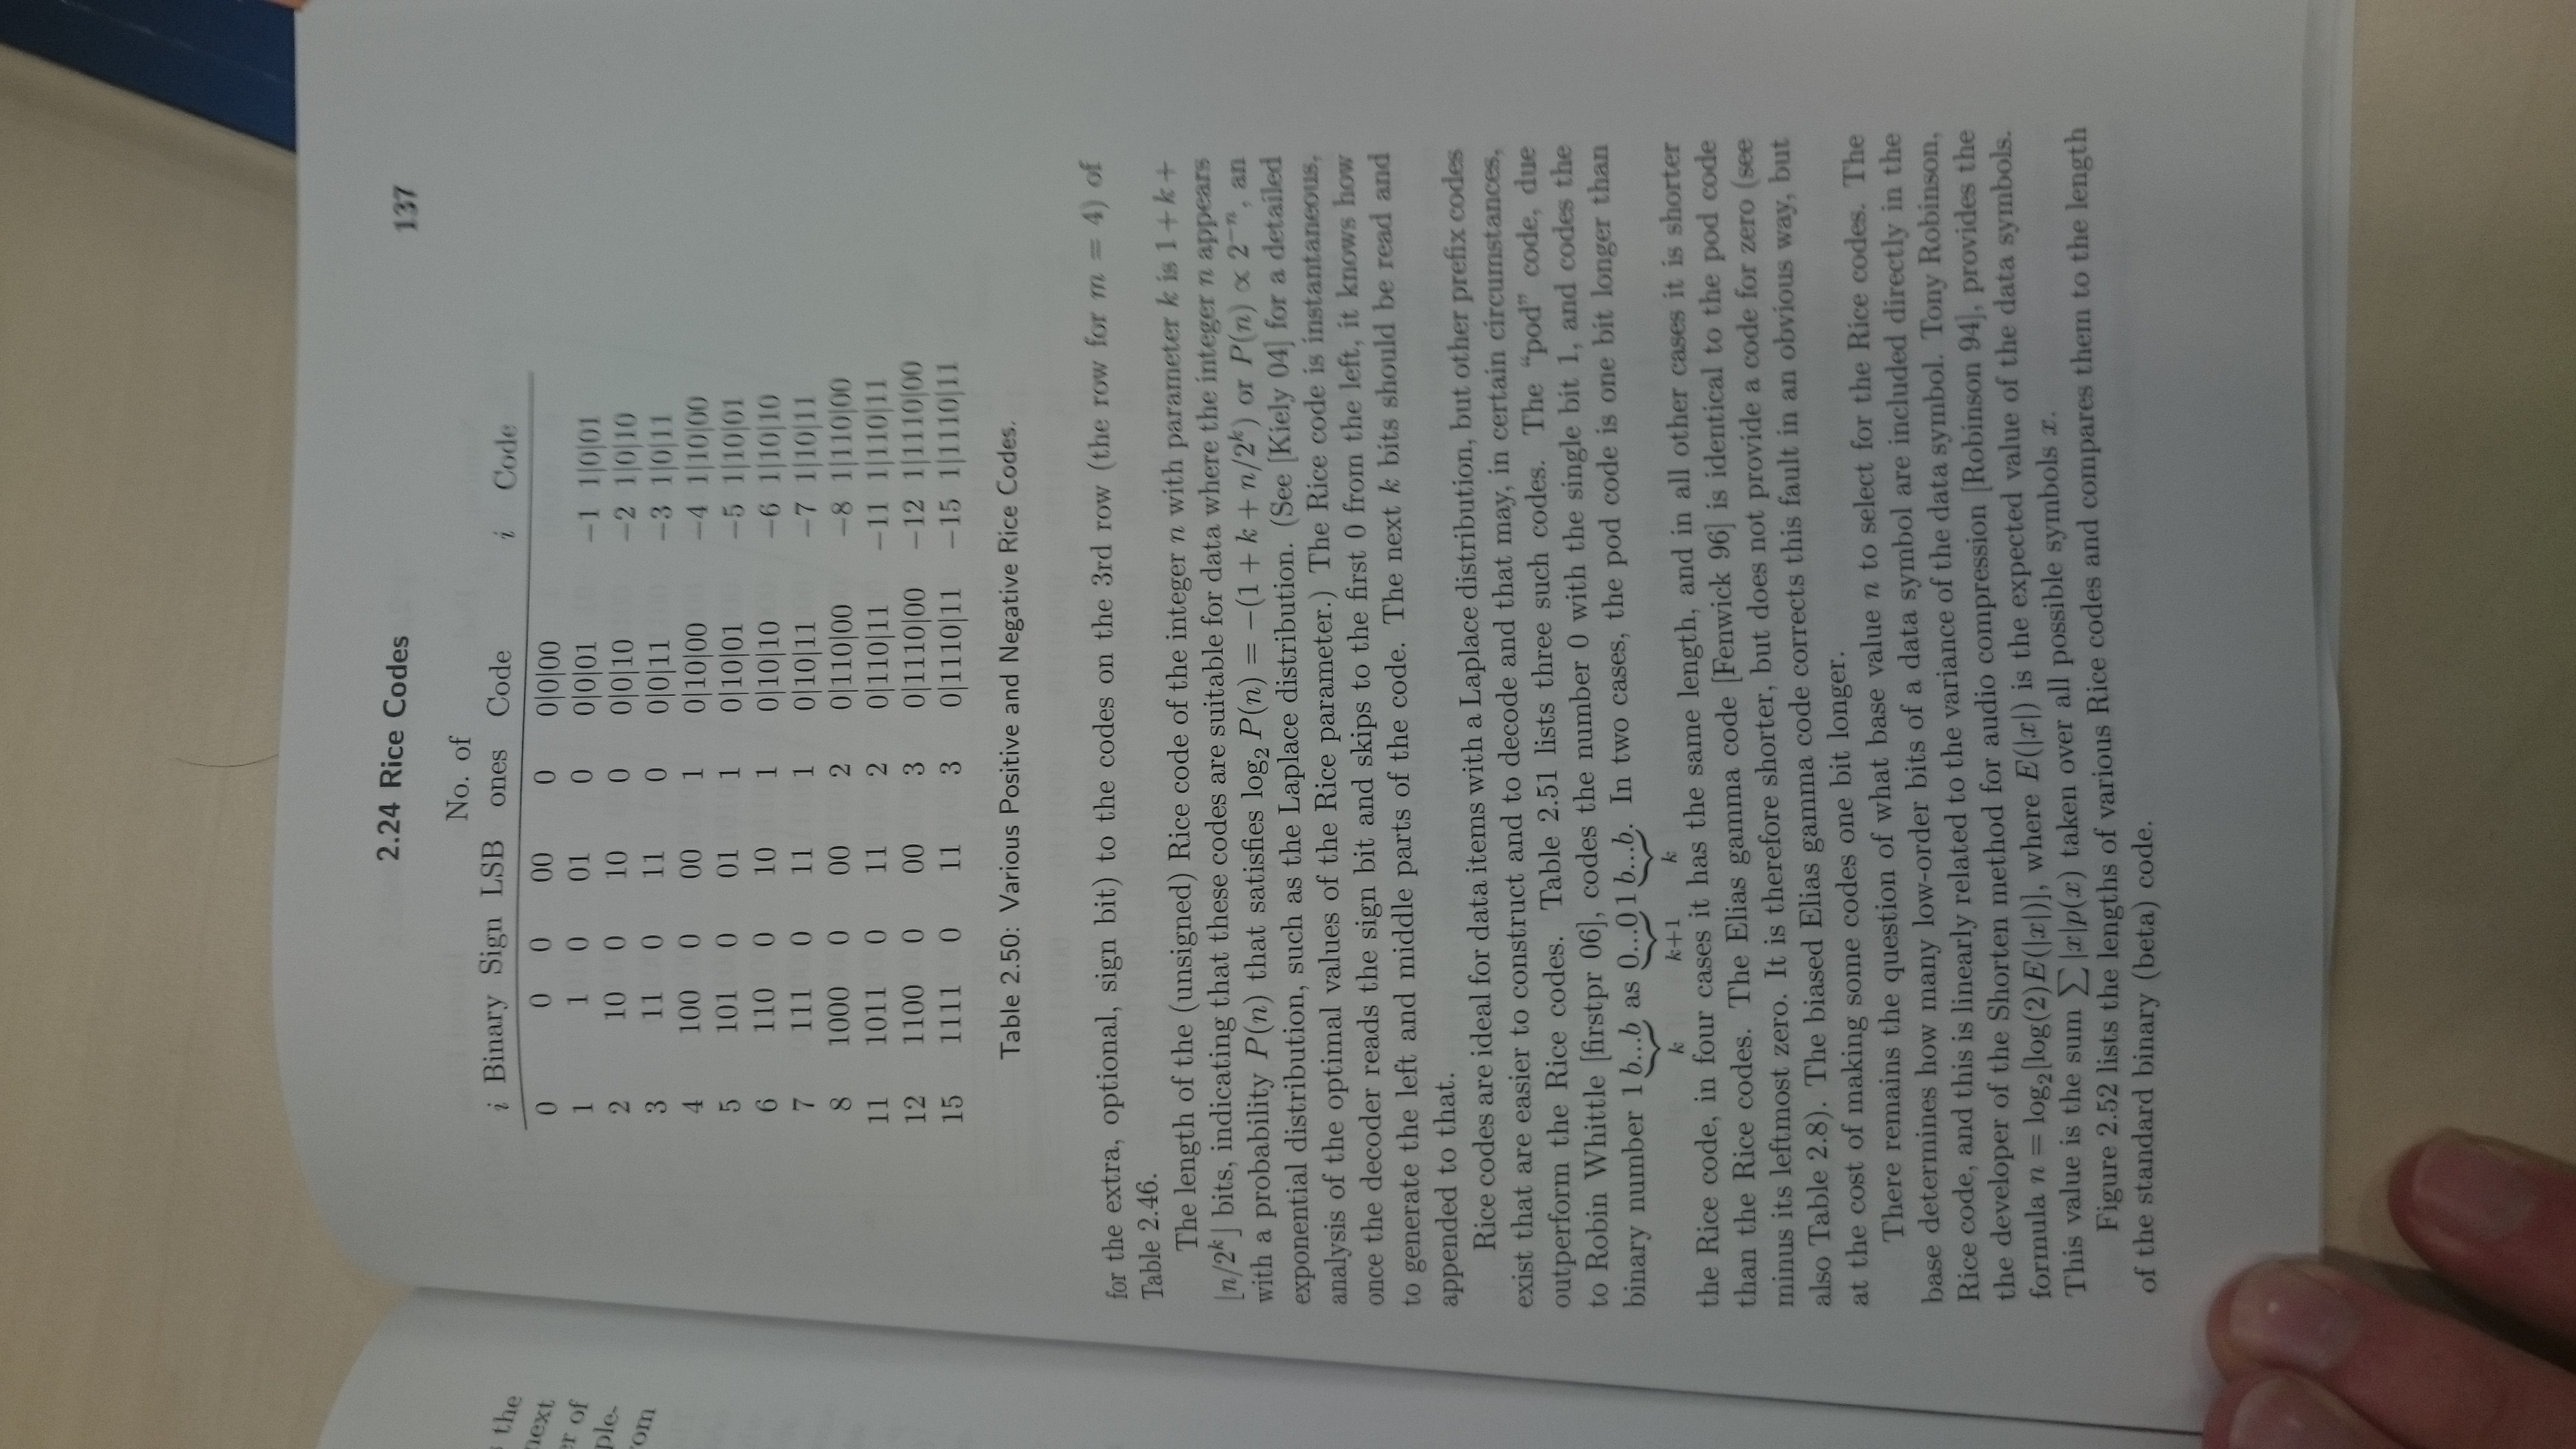 the
next
er of
ple-
rom
2.24 Rice Codes 137
No. of
i Binary Sign LSB ones Code i Code
0 0 0 00 0 0|0|00
1 1 0 01 0 0|0|01 −1 1|0|01
2 10 0 10 0 0|0|10 −2 1|0|10
3 11 0 11 0 0|0|11 −3 1|0|11
4 100 0 00 1 0|10|00 −4 1|10|00
5 101 0 01 1 0|10|01 −5 1|10|01
6 110 0 10 1 0|10|10 −6 1|10|10
7 111 0 11 1 0|10|11 −7 1|10|11
8 1000 0 00 2 0|110|00 −8 1|110|00
11 1011 0 11 2 0|110|11 −11 1|110|11
12 1100 0 00 3 0|1110|00 −12 1|1110|00
15 1111 0 11 3 0|1110|11 −15 1|1110|11
Table 2.50: Various Positive and Negative Rice Codes.
for the extra, optional, sign bit) to the codes on the 3rd row (the row for m = 4) of
Table 2.46.
The length of the (unsigned) Rice code of the integer n with parameter k is 1+k+
⌊n/2^k⌋ bits, indicating that these codes are suitable for data where the integer n appears
with a probability P(n) that satisfies log₂ P(n) = −(1 + k + n/2^k) or P(n) ∝ 2^−n, an
exponential distribution, such as the Laplace distribution. (See [Kiely 04] for a detailed
analysis of the optimal values of the Rice parameter.) The Rice code is instantaneous,
once the decoder reads the sign bit and skips to the first 0 from the left, it knows how
to generate the left and middle parts of the code. The next k bits should be read and
appended to that.
Rice codes are ideal for data items with a Laplace distribution, but other prefix codes
exist that are easier to construct and to decode and that may, in certain circumstances,
outperform the Rice codes. Table 2.51 lists three such codes. The “pod” code, due
to Robin Whittle [firstpr 06], codes the number 0 with the single bit 1, and codes the
binary number 1 b...b as 0...0 1 b...b. In two cases, the pod code is one bit longer than
k k+1 k
the Rice code, in four cases it has the same length, and in all other cases it is shorter
than the Rice codes. The Elias gamma code [Fenwick 96] is identical to the pod code
minus its leftmost zero. It is therefore shorter, but does not provide a code for zero (see
also Table 2.8). The biased Elias gamma code corrects this fault in an obvious way, but
at the cost of making some codes one bit longer.
There remains the question of what base value n to select for the Rice codes. The
base determines how many low-order bits of a data symbol are included directly in the
Rice code, and this is linearly related to the variance of the data symbol. Tony Robinson,
the developer of the Shorten method for audio compression [Robinson 94], provides the
formula n = log₂[log(2)E(|x|)], where E(|x|) is the expected value of the data symbols.
This value is the sum ∑ |x|p(x) taken over all possible symbols x.
Figure 2.52 lists the lengths of various Rice codes and compares them to the length
of the standard binary (beta) code.